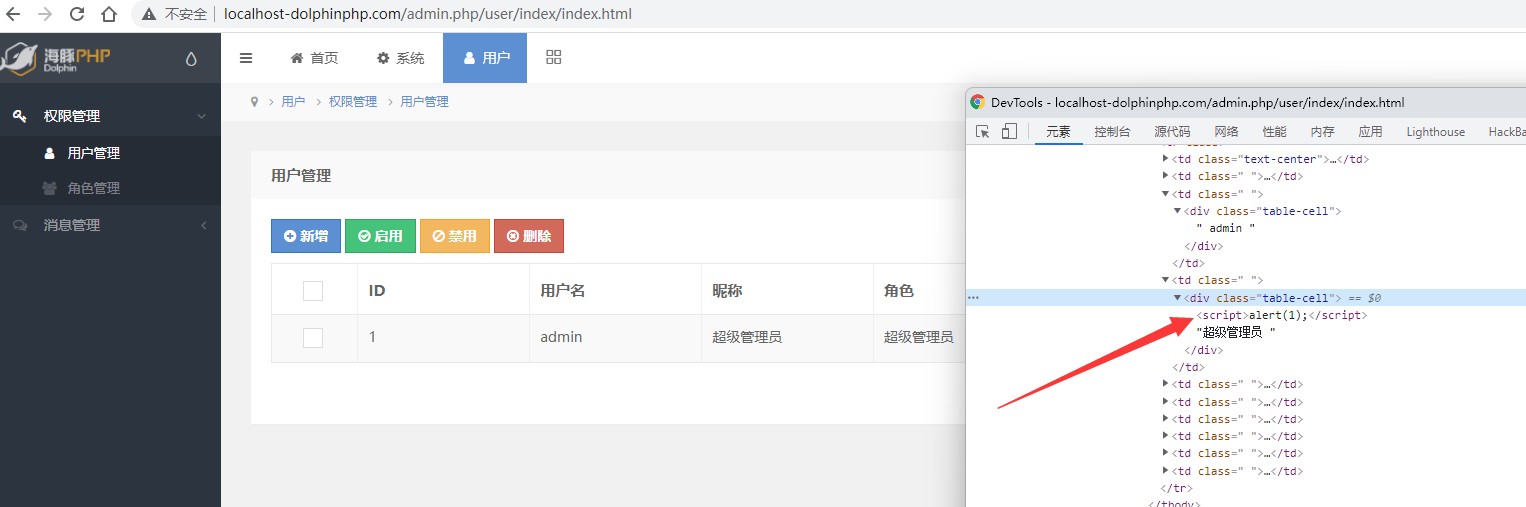 不安全 | localhost-dolphinphp.com/admin.php/user/index/index.html
海豚PHP
Dolphin
首页 系统 用户
用户 > 权限管理 > 用户管理
权限管理
用户管理
角色管理
消息管理
用户管理
新增 启用 禁用 删除
ID 用户名 昵称 角色
1 admin 超级管理员 超级管理员
DevTools - localhost-dolphinphp.com/admin.php/user/index/index.html
元素 控制台 源代码 网络 性能 内存 应用 Lighthouse HackBa
<td class="text-center">…</td>
<td class=" ">…</td>
<td class=" ">
<div class="table-cell">
" admin "
</div>
</td>
<td class=" ">
<div class="table-cell"> == $0
<script>alert(1);</script>
"超级管理员 "
</div>
</td>
<td class=" ">…</td>
<td class=" ">…</td>
<td class=" ">…</td>
<td class=" ">…</td>
<td class=" ">…</td>
<td class=" ">…</td>
</tr>
</tbody>